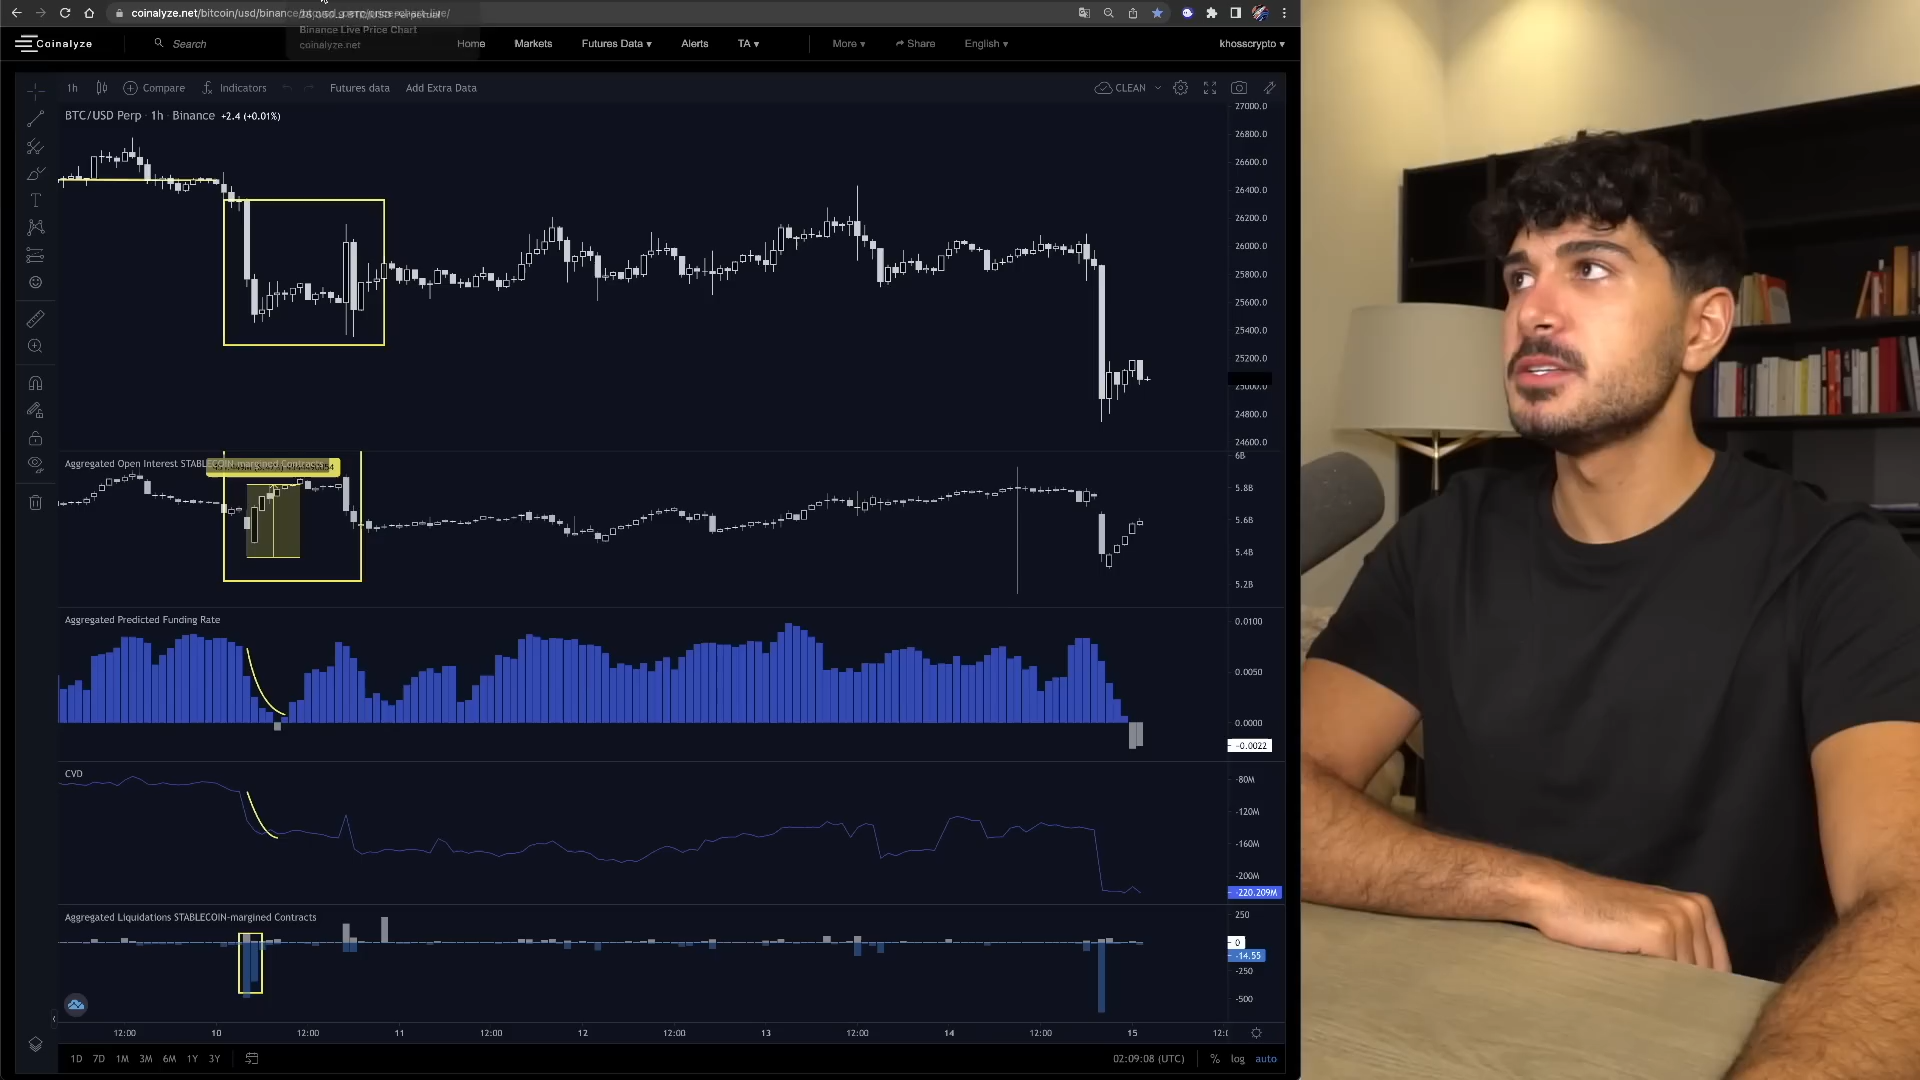 coinalyze.net/bitcoin/usd/binance
Binance Live Price Chart
coinalyze.net
Coinalyze
Search
Home
Markets
Futures Data ▾
Alerts
TA ▾
More ▾
Share
English ▾
khosscrypto ▾
1h
Compare
Indicators
Futures data
Add Extra Data
CLEAN
BTC/USD Perp · 1h · Binance +2.4 (+0.01%)
27000.0
26800.0
26600.0
26400.0
26200.0
26000.0
25800.0
25600.0
25400.0
25200.0
25000.0
24800.0
24600.0
Aggregated Open Interest STABLECOIN-margined Contracts
6B
5.8B
5.6B
5.4B
5.2B
Aggregated Predicted Funding Rate
0.0100
0.0050
0.0000
−0.0022
CVD
-80M
-120M
-160M
-200M
-220.209M
Aggregated Liquidations STABLECOIN-margined Contracts
250
0
-14.55
-250
-500
12:00
10
12:00
11
12:00
12
12:00
13
12:00
14
12:00
15
1D 7D 1M 3M 6M 1Y 3Y
02:09:08 (UTC)
%
log
auto